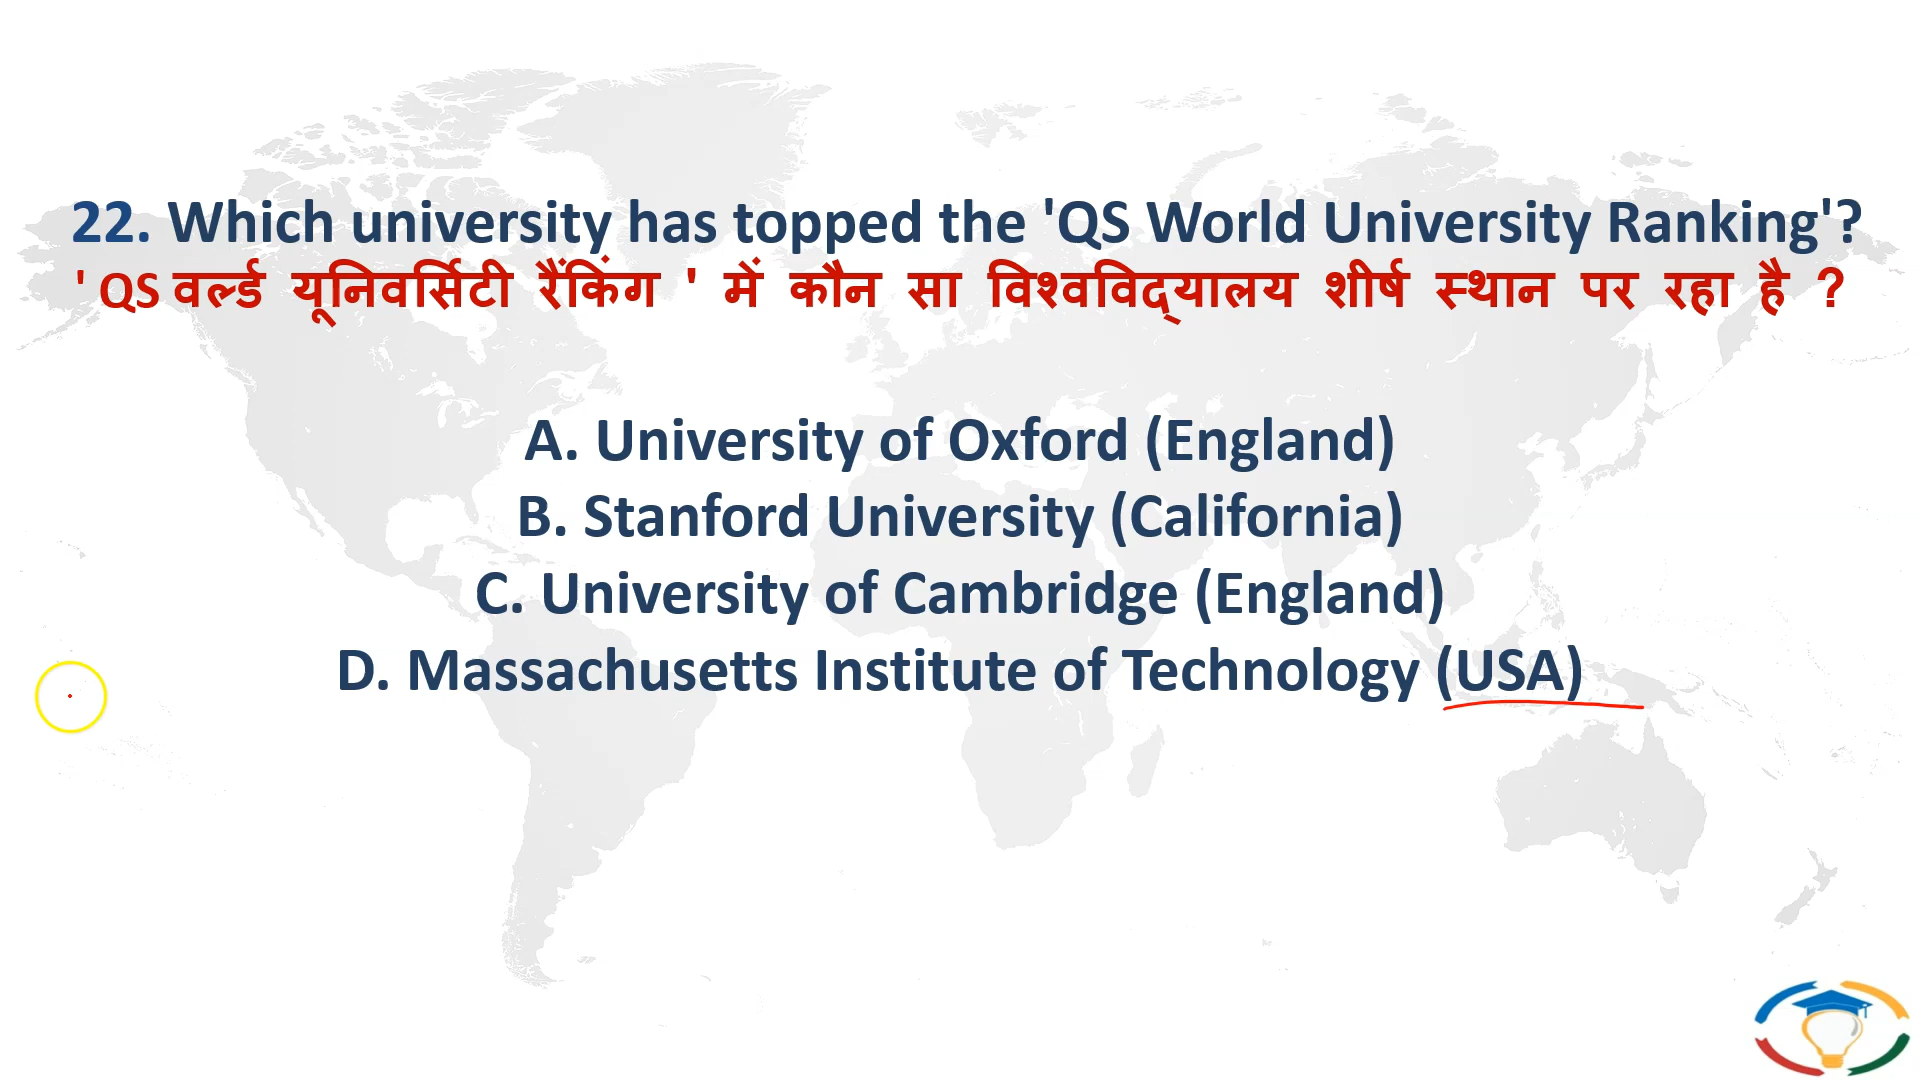 22. Which university has topped the 'QS World University Ranking'?
' QS वर्ल्ड यूनिवर्सिटी रैंकिंग ' में कौन सा विश्वविद्यालय शीर्ष स्थान पर रहा है ?
A. University of Oxford (England)
B. Stanford University (California)
C. University of Cambridge (England)
D. Massachusetts Institute of Technology (USA)